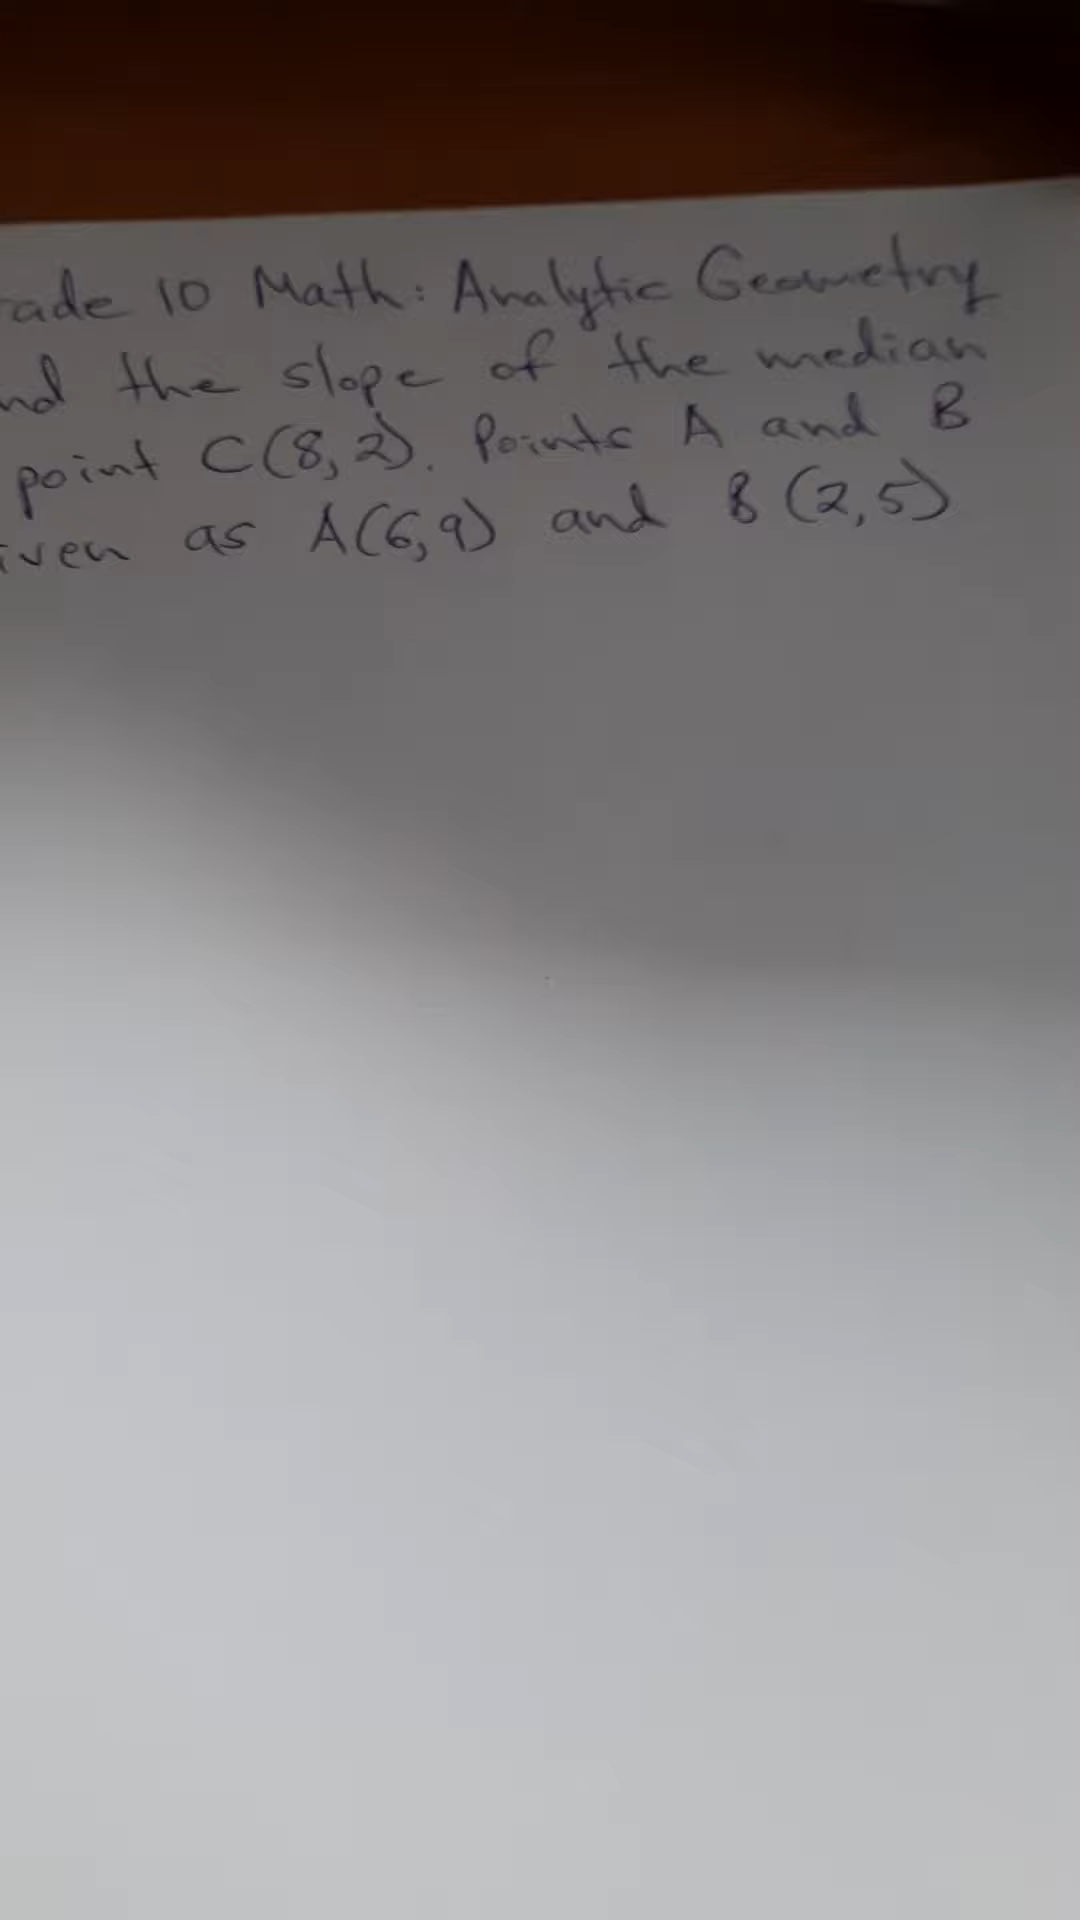 ade 10 Math: Analytic Geometry
nd the slope of the median
point C(8,2). Points A and B
iven as A(6,9) and B(2,5)